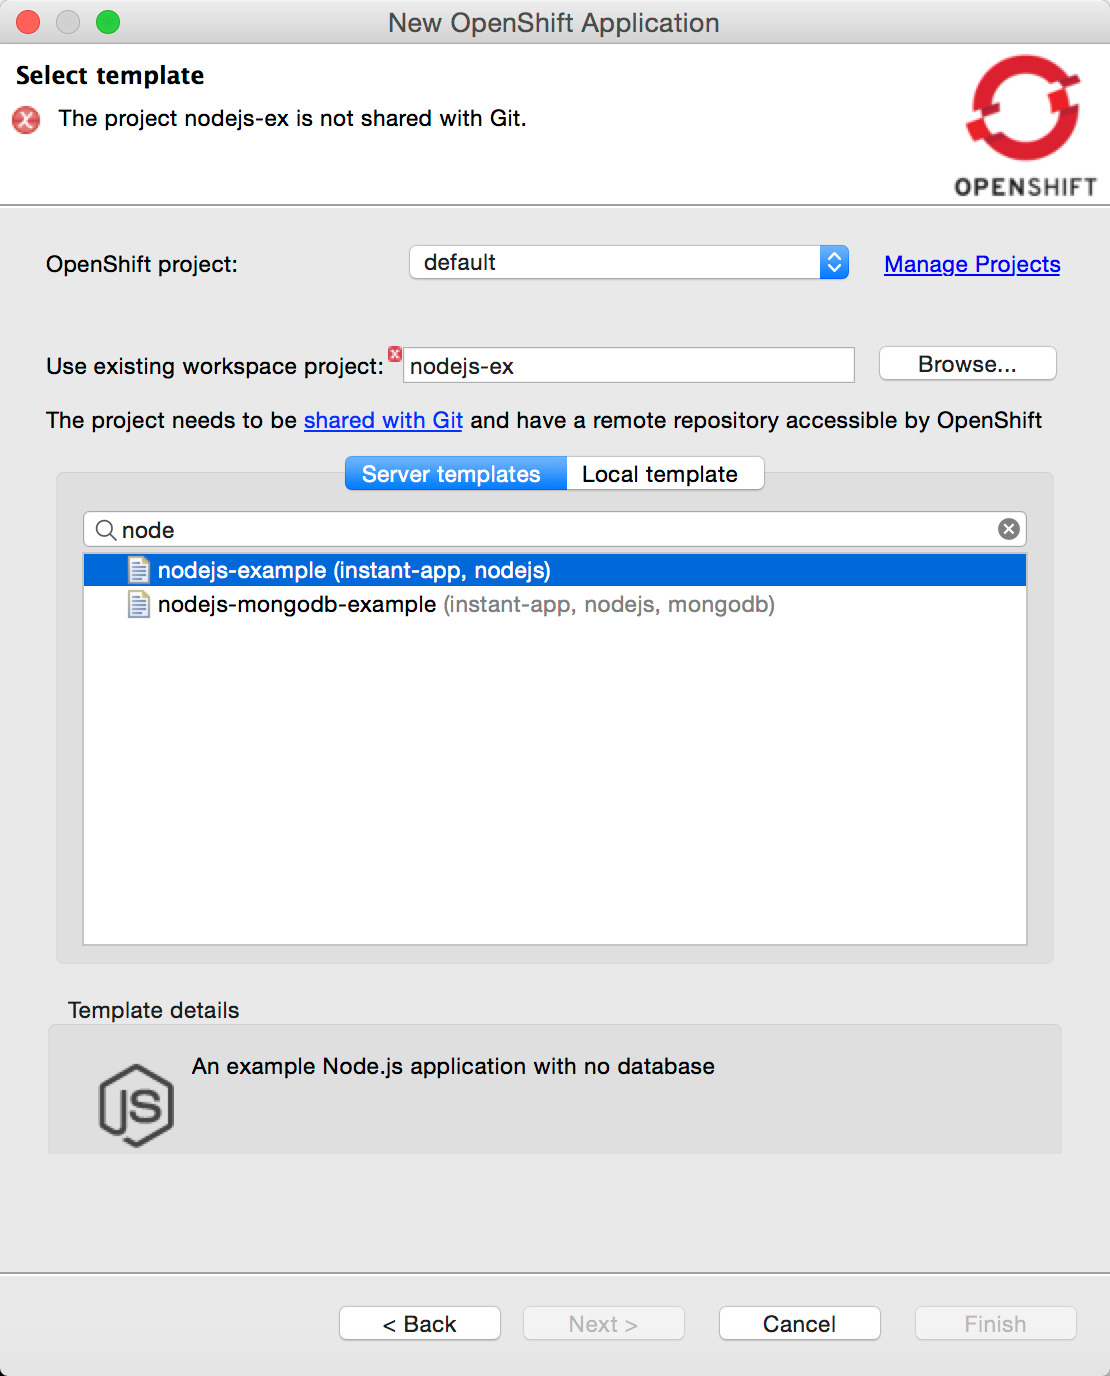 New OpenShift Application
Select template
The project nodejs-ex is not shared with Git.
OPENSHIFT
OpenShift project:
default
Manage Projects
Use existing workspace project:
nodejs-ex
Browse...
The project needs to be shared with Git and have a remote repository accessible by OpenShift
Server templates
Local template
node
nodejs-example (instant-app, nodejs)
nodejs-mongodb-example (instant-app, nodejs, mongodb)
Template details
JS
An example Node.js application with no database
< Back
Next >
Cancel
Finish